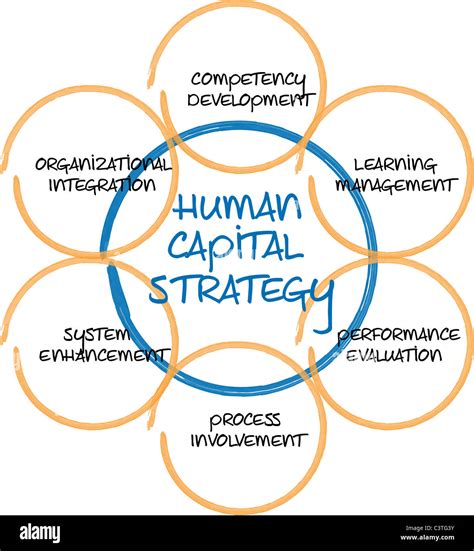 COMPETENCY
DEVELOPMENT
ORGANIZATIONAL
INTEGRATION
LEARNING
MANAGEMENT
HUMAN
CAPITAL
STRATEGY
SYSTEM
ENHANCEMENT
PERFORMANCE
EVALUATION
PROCESS
INVOLVEMENT
alamy
Image ID: C3TG3Y
www.alamy.com